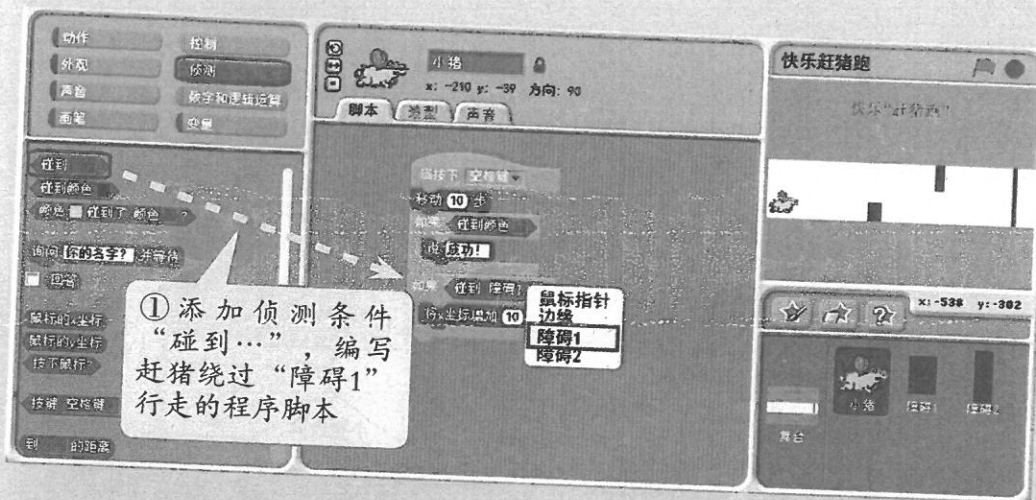 动作
控制
外观
侦测
声音
数字和逻辑运算
画笔
变量
碰到
碰到颜色
颜色 碰到了 颜色 ?
询问 你的名字? 并等待
回答
鼠标的x坐标
鼠标的y坐标
按下鼠标?
按键 空格键
到 的距离
①添加侦测条件
“碰到…”，编写
赶猪绕过“障碍1”
行走的程序脚本
小猪
x: -210 y: -39 方向: 90
脚本
造型
声音
当按下 空格键
移动 10 步
如果 碰到颜色
说 成功!
如果 碰到 障碍1
将x坐标增加 10
鼠标指针
边缘
障碍1
障碍2
快乐赶猪跑
快乐“赶猪跑”
x: -538 y: -302
小猪
障碍1
障碍2
舞台